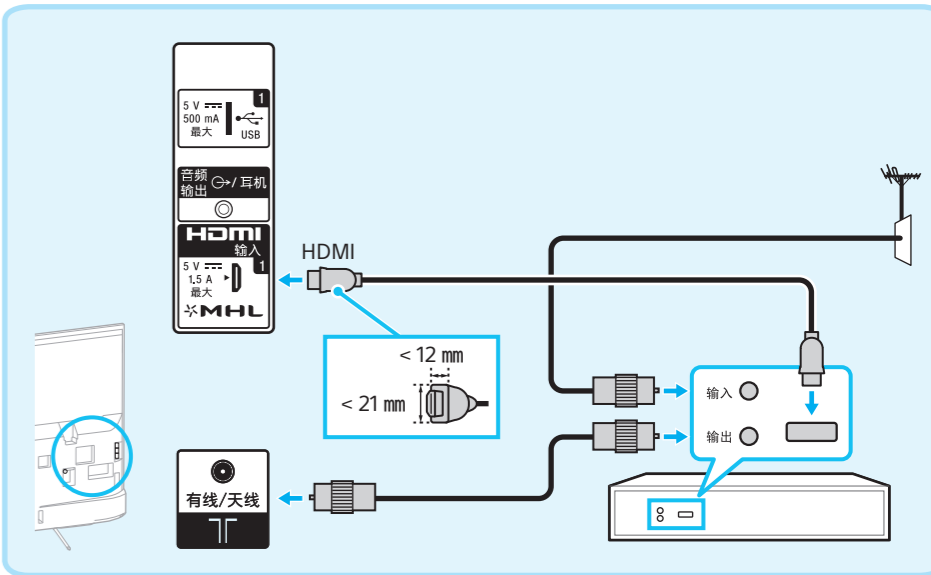 1
5 V
500 mA
最大
USB
音频
输出 / 耳机
HDMI
输入
1
5 V
1.5 A
最大
MHL
HDMI
< 12 mm
< 21 mm
输入
输出
有线/天线